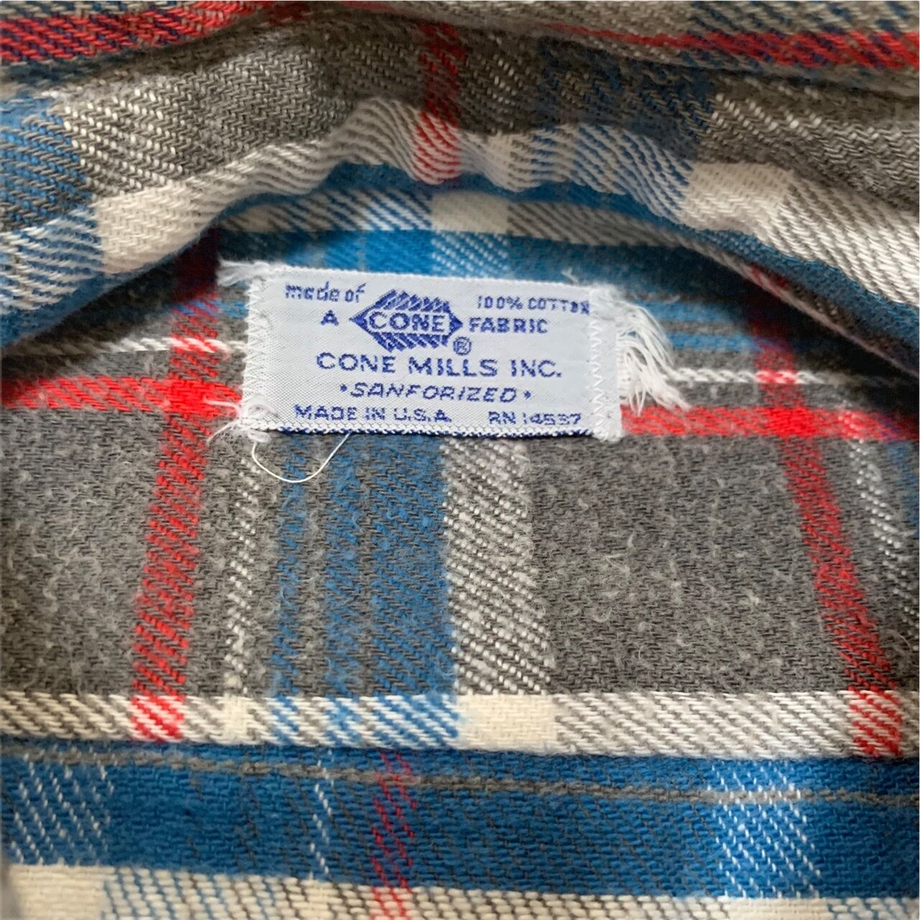 made of 100% COTTON
A CONE® FABRIC
CONE MILLS INC.
•SANFORIZED•
MADE IN U.S.A. RN 14537